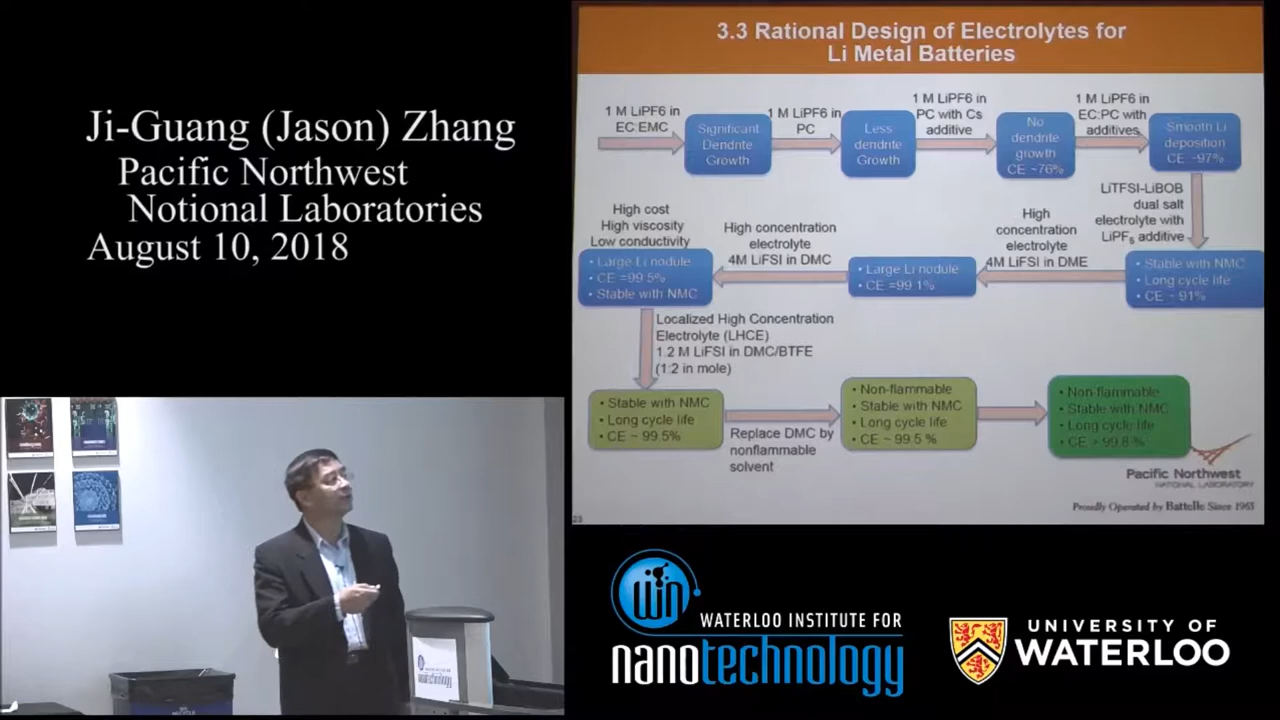 Ji-Guang (Jason) Zhang
Pacific Northwest
Notional Laboratories
August 10, 2018
3.3 Rational Design of Electrolytes for
Li Metal Batteries
1 M LiPF6 in
EC:EMC
Significant
Dendrite
Growth
1 M LiPF6 in
PC
Less
dendrite
Growth
1 M LiPF6 in
PC with Cs
additive
No
dendrite
growth
CE ~76%
1 M LiPF6 in
EC:PC with
additives
Smooth Li
deposition
CE ~97%
LiTFSI-LiBOB
dual salt
electrolyte with
LiPF6 additive
• Stable with NMC
• Long cycle life
• CE ~ 91%
High
concentration
electrolyte
4M LiFSI in DME
• Large Li nodule
• CE =99.1%
High concentration
electrolyte
4M LiFSI in DMC
High cost
High viscosity
Low conductivity
• Large Li nodule
• CE =99.5%
• Stable with NMC
Localized High Concentration
Electrolyte (LHCE)
1.2 M LiFSI in DMC/BTFE
(1:2 in mole)
• Stable with NMC
• Long cycle life
• CE ~ 99.5%
Replace DMC by
nonflammable
solvent
• Non-flammable
• Stable with NMC
• Long cycle life
• CE ~ 99.5 %
• Non-flammable
• Stable with NMC
• Long cycle life
• CE > 99.8 %
Pacific Northwest
NATIONAL LABORATORY
Proudly Operated by Battelle Since 1965
23
WIN
WATERLOO INSTITUTE FOR
nanotechnology
UNIVERSITY OF
WATERLOO